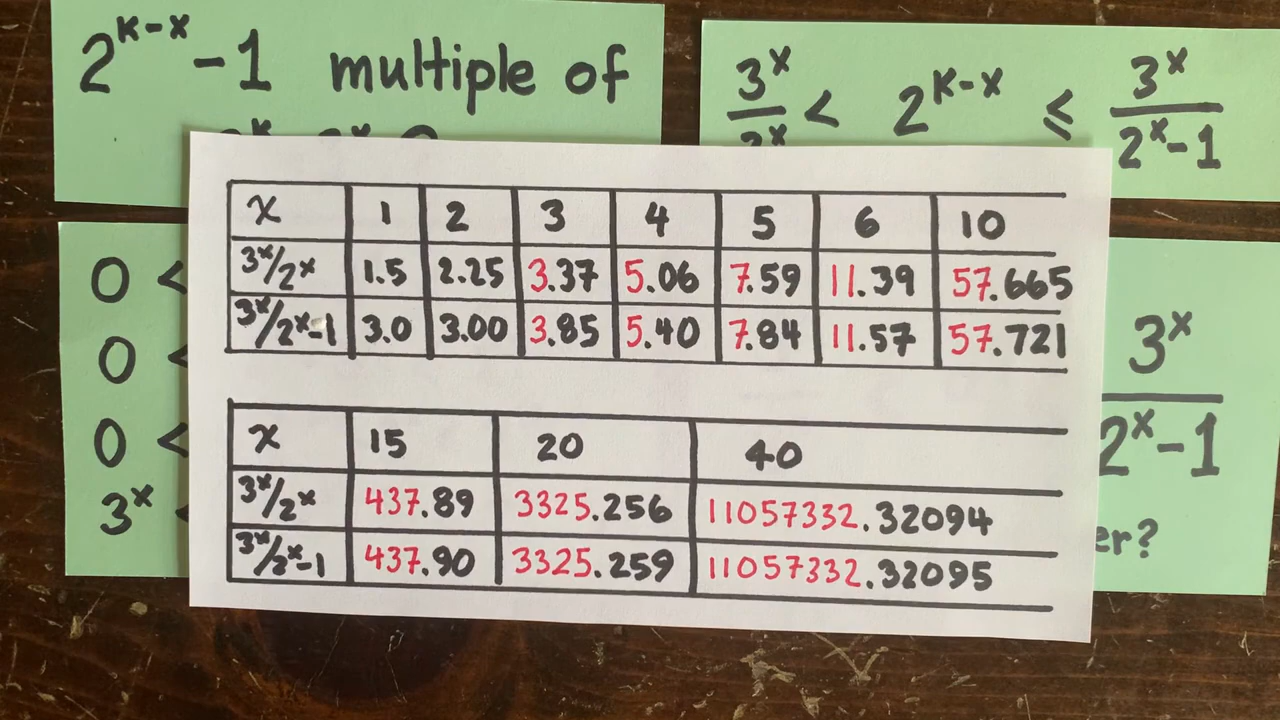 2^{k-x} - 1 multiple of
3^x/2^x < 2^{k-x} ≤ 3^x/(2^x-1)
x 1 2 3 4 5 6 10
3^x/2^x 1.5 2.25 3.37 5.06 7.59 11.39 57.665
3^x/2^x-1 3.0 3.00 3.85 5.40 7.84 11.57 57.721
x 15 20 40
3^x/2^x 437.89 3325.256 11057332.32094
3^x/2^x-1 437.90 3325.259 11057332.32095
0 <
0 <
0 <
3^x
3^x
2^x-1
er?